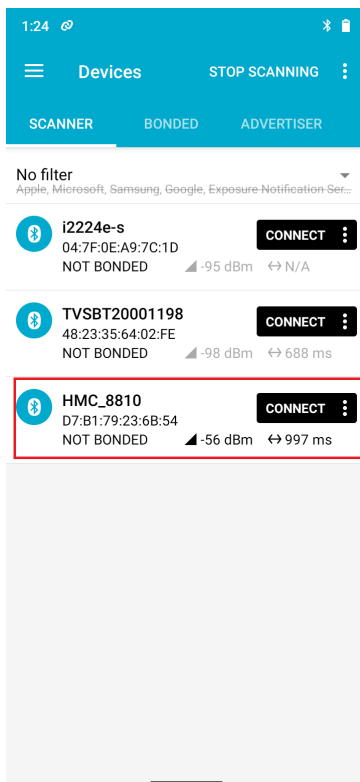 1:24
Devices STOP SCANNING
SCANNER BONDED ADVERTISER
No filter
Apple, Microsoft, Samsung, Google, Exposure Notification Ser...
i2224e-s
04:7F:0E:A9:7C:1D
CONNECT
NOT BONDED -95 dBm N/A
TVSBT20001198
48:23:35:64:02:FE
CONNECT
NOT BONDED -98 dBm 688 ms
HMC_8810
D7:B1:79:23:6B:54
CONNECT
NOT BONDED -56 dBm 997 ms